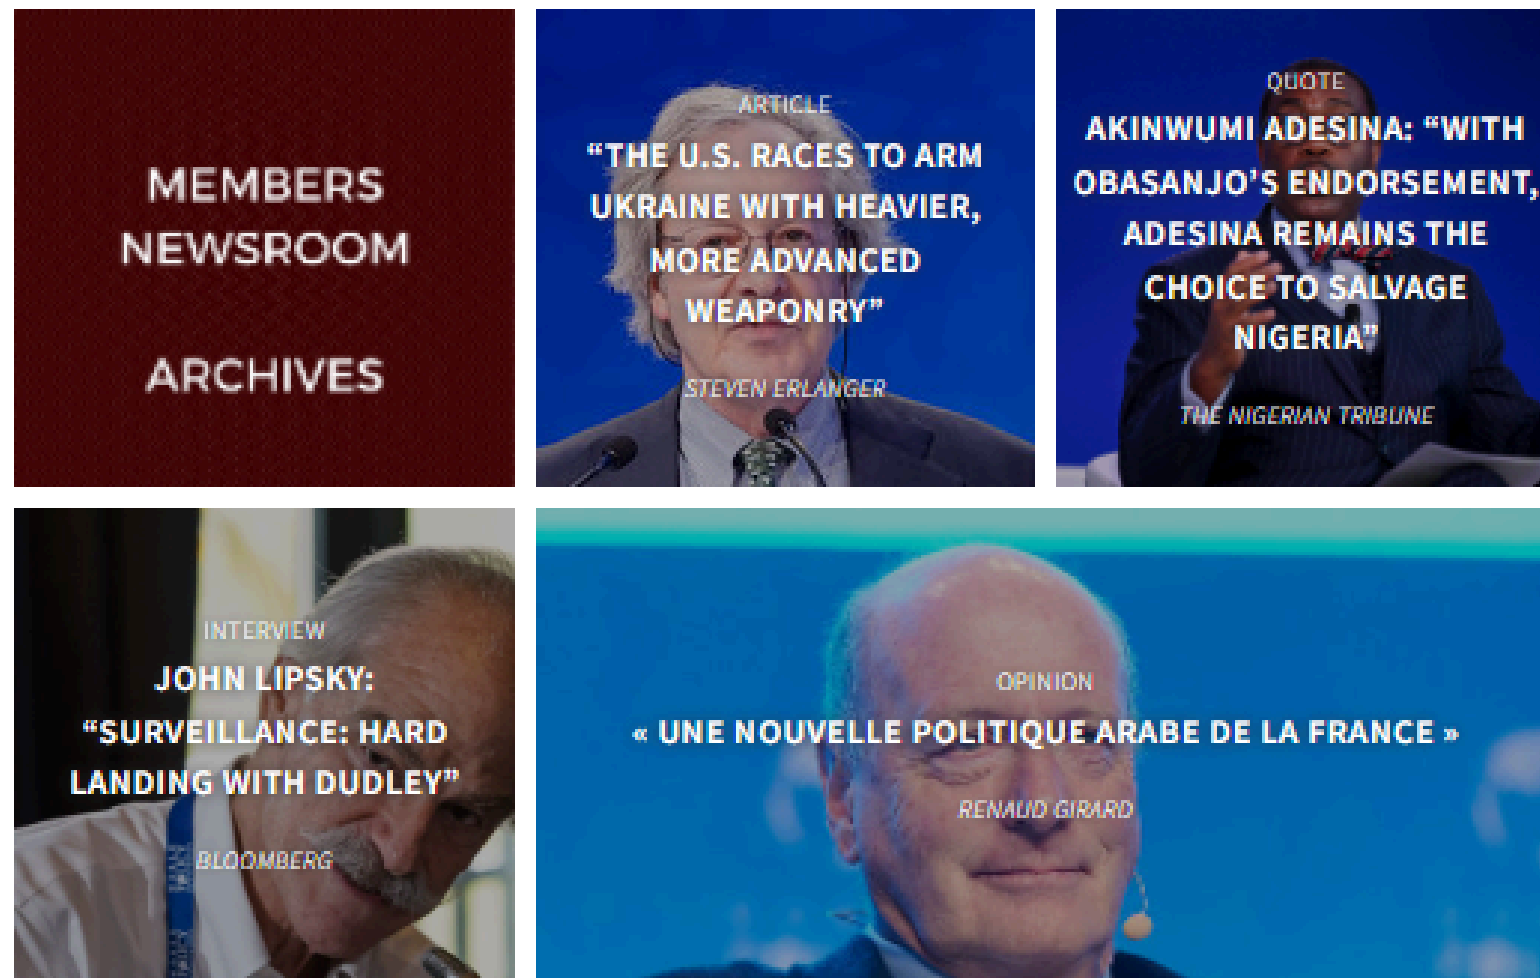 MEMBERS
NEWSROOM
ARCHIVES
ARTICLE
“THE U.S. RACES TO ARM
UKRAINE WITH HEAVIER,
MORE ADVANCED
WEAPONRY”
STEVEN ERLANGER
QUOTE
AKINWUMI ADESINA: “WITH
OBASANJO’S ENDORSEMENT,
ADESINA REMAINS THE
CHOICE TO SALVAGE
NIGERIA”
THE NIGERIAN TRIBUNE
INTERVIEW
JOHN LIPSKY:
“SURVEILLANCE: HARD
LANDING WITH DUDLEY”
BLOOMBERG
OPINION
« UNE NOUVELLE POLITIQUE ARABE DE LA FRANCE »
RENAUD GIRARD